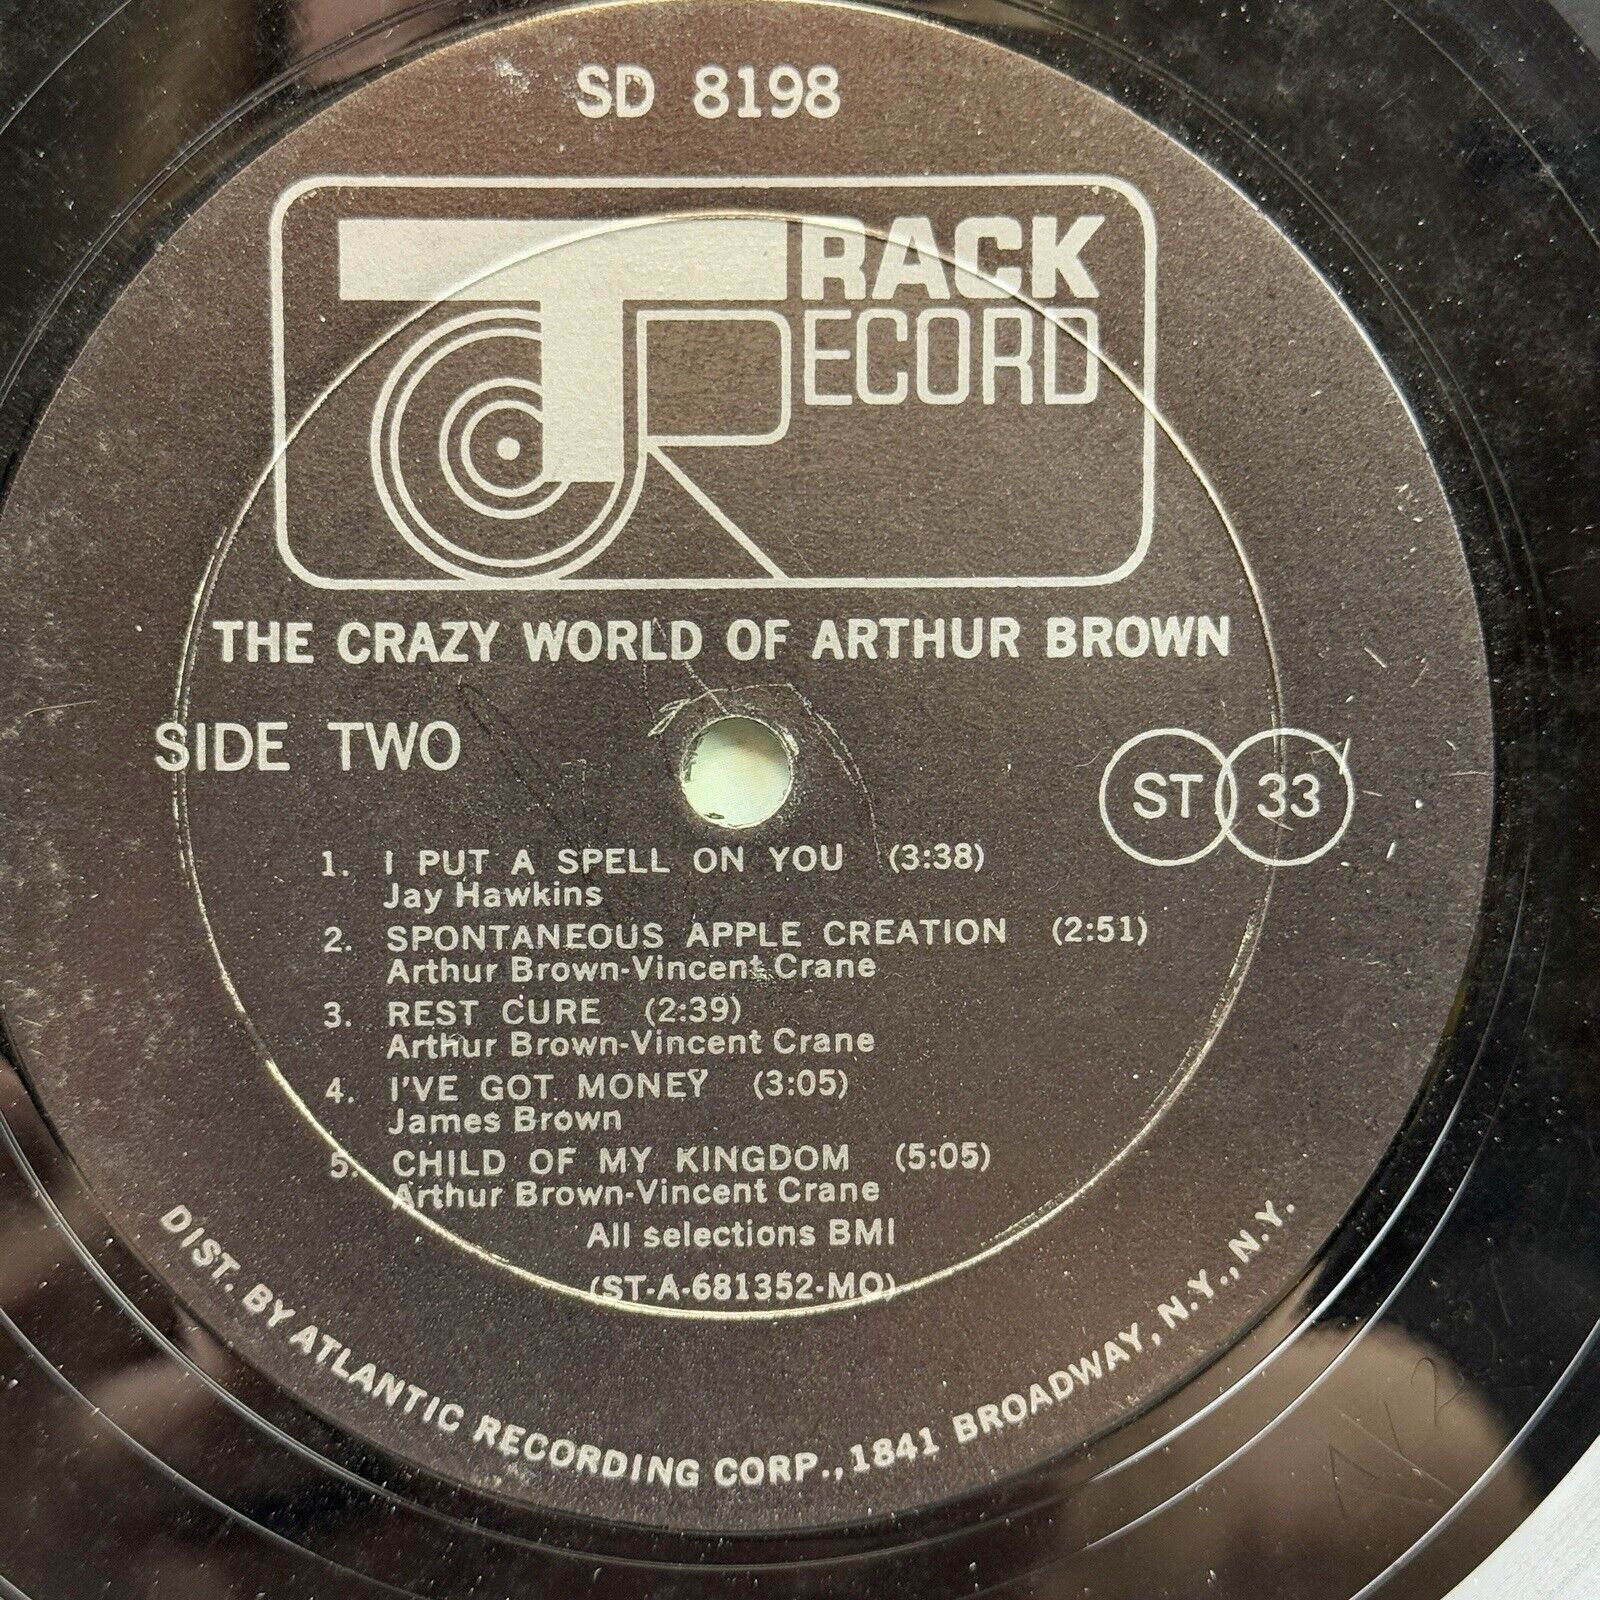 SD 8198
TRACK
RECORD
THE CRAZY WORLD OF ARTHUR BROWN
SIDE TWO
ST 33
1. I PUT A SPELL ON YOU (3:38)
Jay Hawkins
2. SPONTANEOUS APPLE CREATION (2:51)
Arthur Brown-Vincent Crane
3. REST CURE (2:39)
Arthur Brown-Vincent Crane
4. I'VE GOT MONEY (3:05)
James Brown
5. CHILD OF MY KINGDOM (5:05)
Arthur Brown-Vincent Crane
All selections BMI
(ST-A-681352-MO)
DIST. BY ATLANTIC RECORDING CORP., 1841 BROADWAY, N.Y., N.Y.